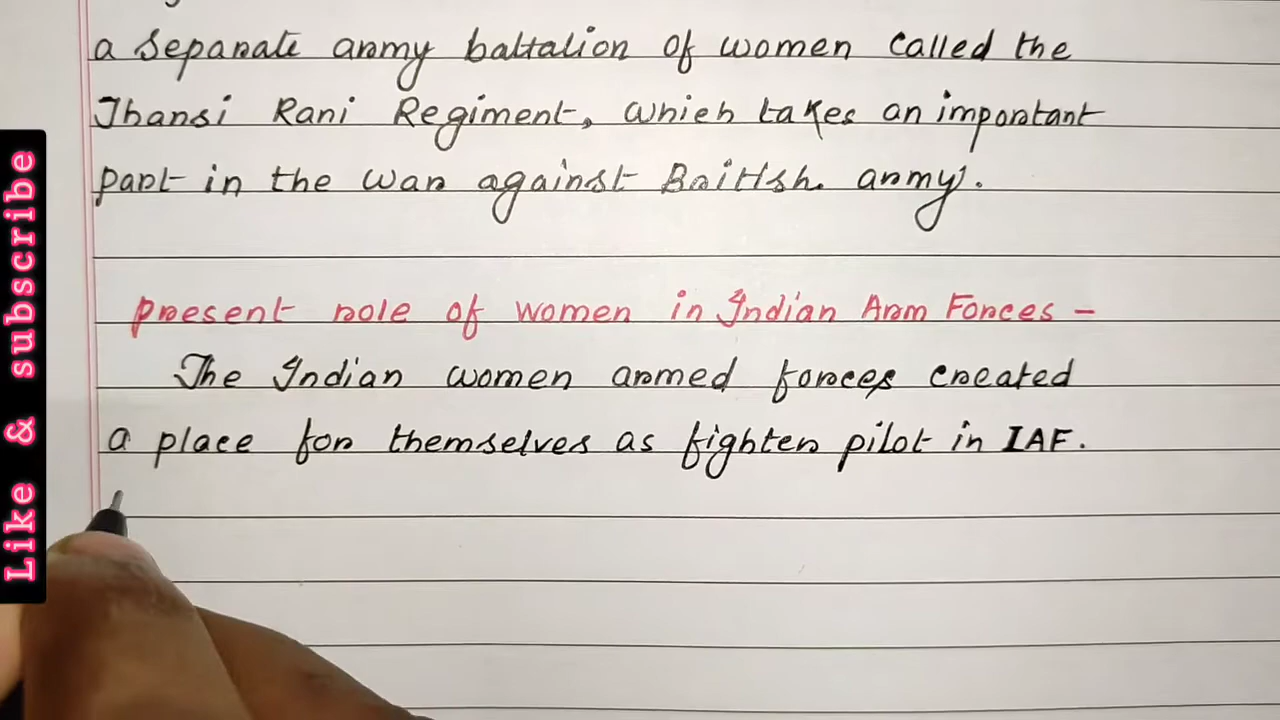 a separate army battalion of women called the
Jhansi Rani Regiment, which takes an important
part in the war against British army.
present role of women in Indian Arm Forces -
The Indian women armed forces created
a place for themselves as fighter pilot in IAF.
Like & subscribe